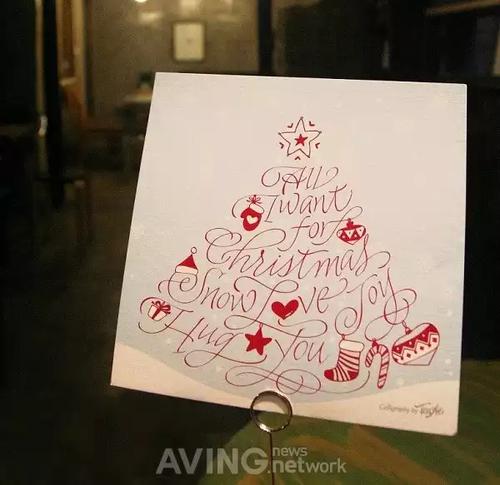 All
I want
for
Christmas
Snow Love Joy
Hug You
Calligraphy by
AVING news
.network